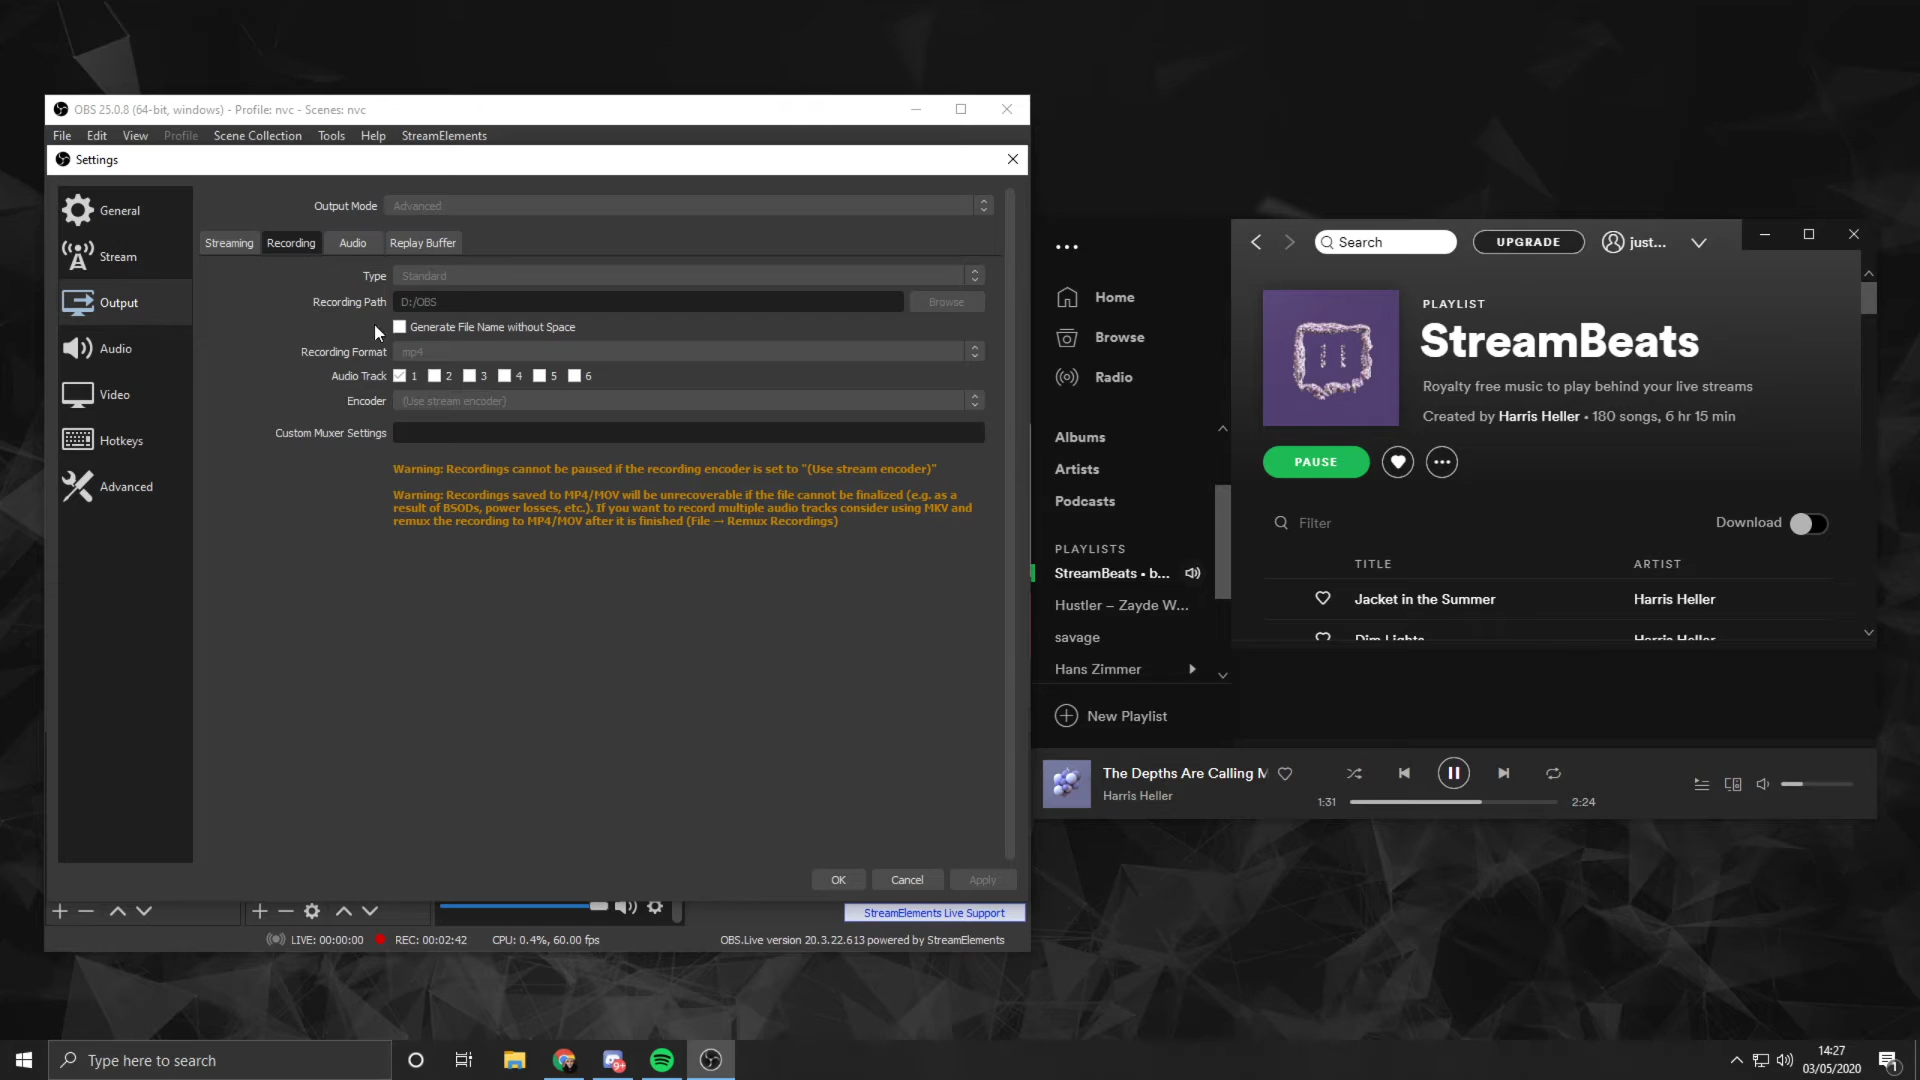 OBS 25.0.8 (64-bit, windows) - Profile: nvc - Scenes: nvc
File Edit View Profile Scene Collection Tools Help StreamElements
Settings
General
Stream
Output
Audio
Video
Hotkeys
Advanced
Output Mode Advanced
Streaming Recording Audio Replay Buffer
Type Standard
Recording Path D:/OBS Browse
Generate File Name without Space
Recording Format mp4
Audio Track 1 2 3 4 5 6
Encoder (Use stream encoder)
Custom Muxer Settings
Warning: Recordings cannot be paused if the recording encoder is set to "(Use stream encoder)"
Warning: Recordings saved to MP4/MOV will be unrecoverable if the file cannot be finalized (e.g. as a
result of BSODs, power losses, etc.). If you want to record multiple audio tracks consider using MKV and
remux the recording to MP4/MOV after it is finished (File → Remux Recordings)
OK Cancel Apply
StreamElements Live Support
LIVE: 00:00:00 REC: 00:02:42 CPU: 0.4%, 60.00 fps OBS.Live version 20.3.22.613 powered by StreamElements
Home
Browse
Radio
Albums
Artists
Podcasts
PLAYLISTS
StreamBeats • b...
Hustler – Zayde W...
savage
Hans Zimmer
New Playlist
Search UPGRADE just...
PLAYLIST
StreamBeats
Royalty free music to play behind your live streams
Created by Harris Heller • 180 songs, 6 hr 15 min
PAUSE
Filter Download
TITLE ARTIST
Jacket in the Summer Harris Heller
Dim Lights Harris Heller
The Depths Are Calling M
Harris Heller
1:31 2:24
Type here to search
9+
14:27
03/05/2020
1